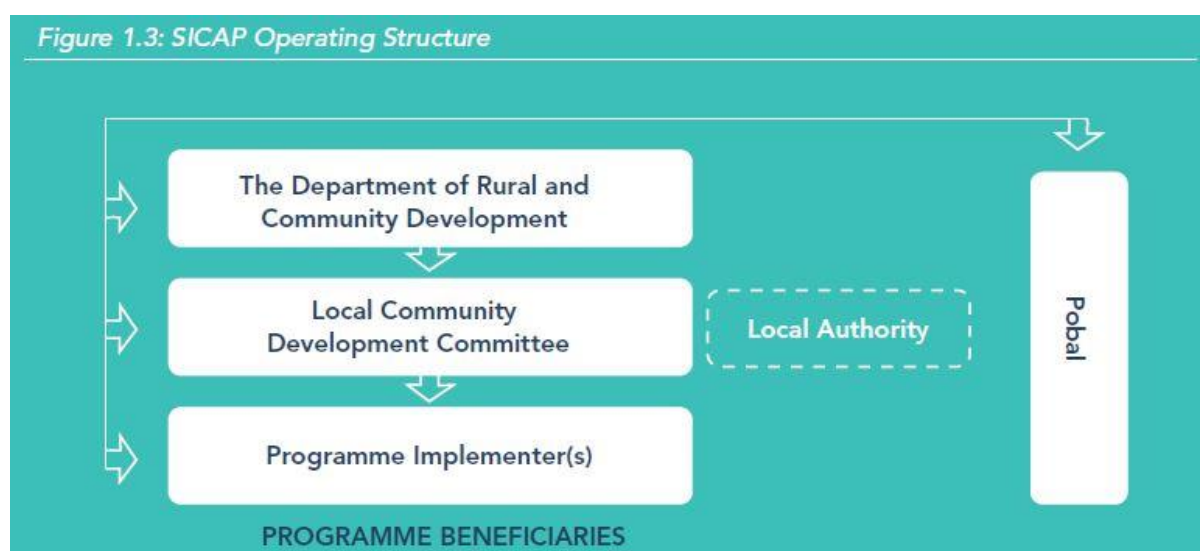 Figure 1.3: SICAP Operating Structure
The Department of Rural and
Community Development
Local Community
Development Committee
Local Authority
Pobal
Programme Implementer(s)
PROGRAMME BENEFICIARIES